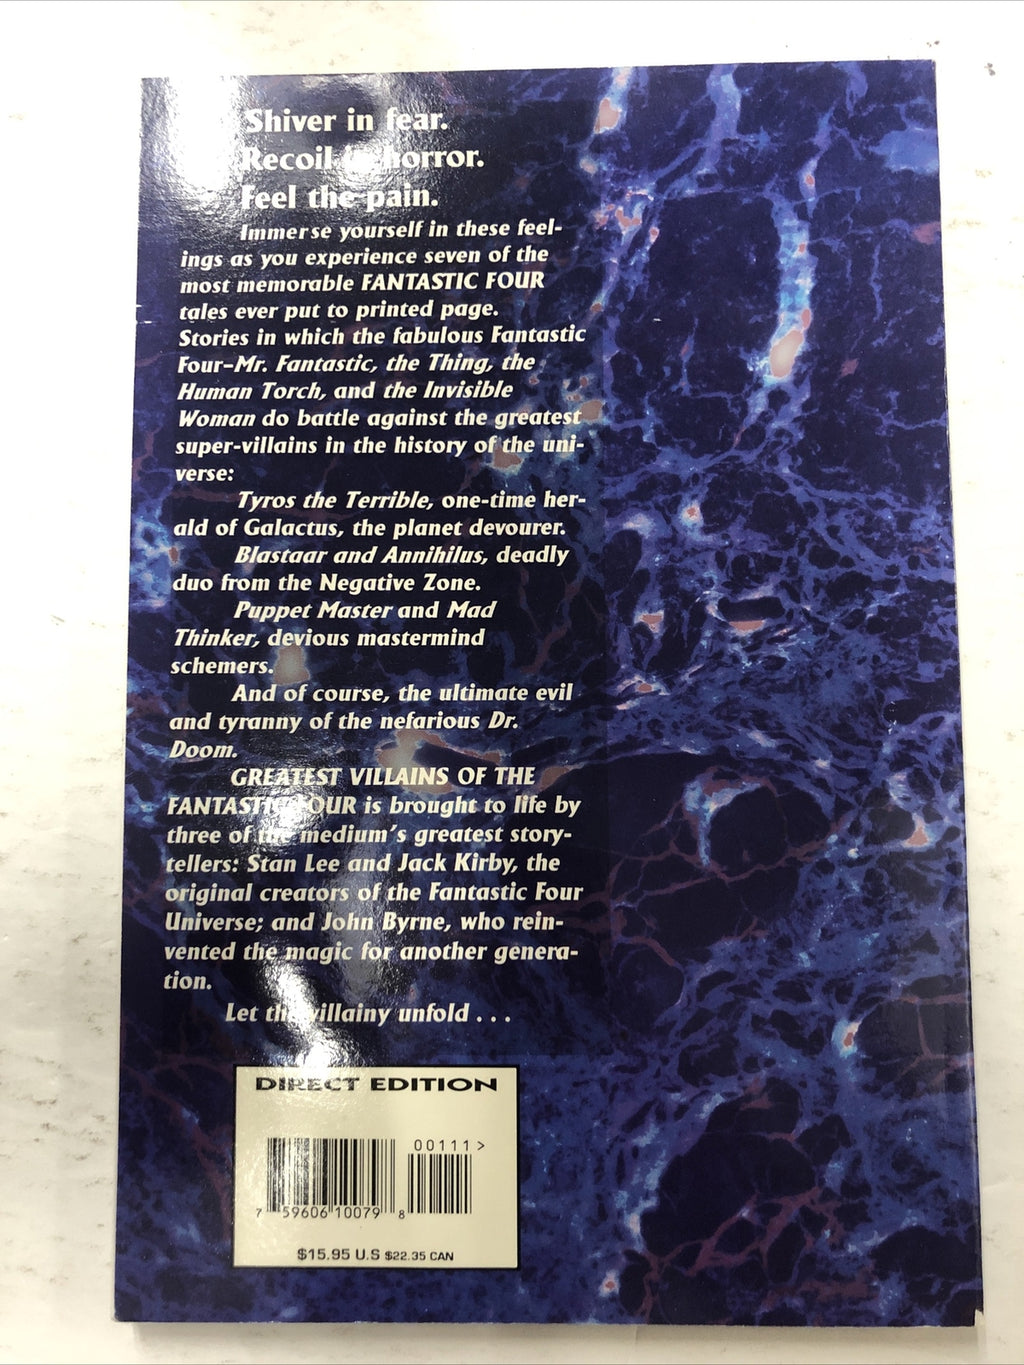 Shiver in fear.
Recoil in horror.
Feel the pain.
Immerse yourself in these feel-
ings as you experience seven of the
most memorable FANTASTIC FOUR
tales ever put to printed page.
Stories in which the fabulous Fantastic
Four–Mr. Fantastic, the Thing, the
Human Torch, and the Invisible
Woman do battle against the greatest
super-villains in the history of the uni-
verse:
Tyros the Terrible, one-time her-
ald of Galactus, the planet devourer.
Blastaar and Annihilus, deadly
duo from the Negative Zone.
Puppet Master and Mad
Thinker, devious mastermind
schemers.
And of course, the ultimate evil
and tyranny of the nefarious Dr.
Doom.
GREATEST VILLAINS OF THE
FANTASTIC FOUR is brought to life by
three of the medium's greatest story-
tellers: Stan Lee and Jack Kirby, the
original creators of the Fantastic Four
Universe; and John Byrne, who rein-
vented the magic for another genera-
tion.
Let the villainy unfold . . .
DIRECT EDITION
00111>
7 59606 10079 8
$15.95 U.S $22.35 CAN